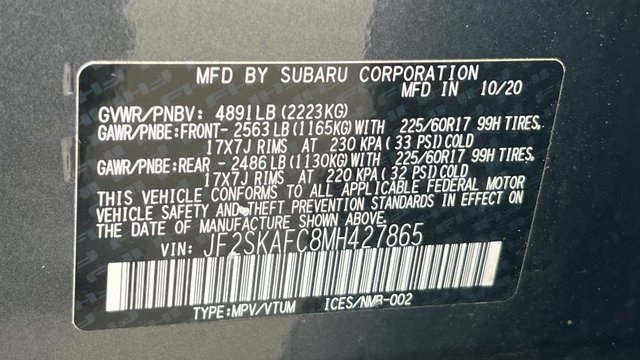 MFD BY SUBARU CORPORATION
MFD IN 10/20
GVWR/PNBV: 4891LB (2223KG)
GAWR/PNBE:FRONT- 2563LB (1165KG) WITH 225/60R17 99H TIRES,
17X7J RIMS AT 230 KPA (33 PSI) COLD
GAWR/PNBE:REAR - 2486LB (1130KG) WITH 225/60R17 99H TIRES,
17X7J RIMS AT 220 KPA (32 PSI) COLD
THIS VEHICLE CONFORMS TO ALL APPLICABLE FEDERAL MOTOR
VEHICLE SAFETY AND THEFT PREVENTION STANDARDS IN EFFECT ON
THE DATE OF MANUFACTURE SHOWN ABOVE.
VIN: JF2SKAFC8MH427865
TYPE:MPV/VTUM ICES/NMB-002